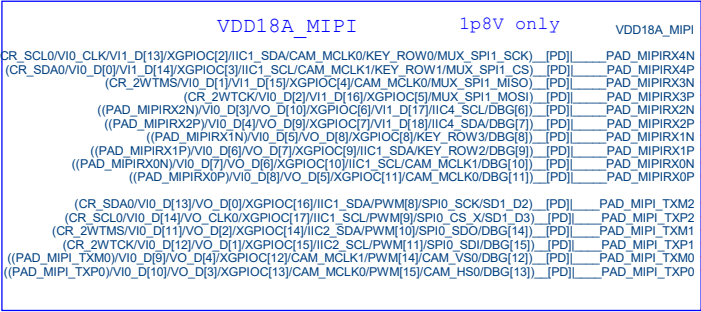 VDD18A_MIPI 1p8V only VDD18A_MIPI
CR_SCL0/VI0_CLK/VI1_D[13]/XGPIOC[2]/IIC1_SDA/CAM_MCLK0/KEY_ROW0/MUX_SPI1_SCK)__[PD]|____PAD_MIPIRX4N
(CR_SDA0/VI0_D[0]/VI1_D[14]/XGPIOC[3]/IIC1_SCL/CAM_MCLK1/KEY_ROW1/MUX_SPI1_CS)__[PD]|____PAD_MIPIRX4P
(CR_2WTMS/VI0_D[1]/VI1_D[15]/XGPIOC[4]/CAM_MCLK0/MUX_SPI1_MISO)__[PD]|____PAD_MIPIRX3N
(CR_2WTCK/VI0_D[2]/VI1_D[16]/XGPIOC[5]/MUX_SPI1_MOSI)__[PD]|____PAD_MIPIRX3P
((PAD_MIPIRX2N)/VI0_D[3]/VO_D[10]/XGPIOC[6]/VI1_D[17]/IIC4_SCL/DBG[6])__[PD]|____PAD_MIPIRX2N
((PAD_MIPIRX2P)/VI0_D[4]/VO_D[9]/XGPIOC[7]/VI1_D[18]/IIC4_SDA/DBG[7])__[PD]|____PAD_MIPIRX2P
((PAD_MIPIRX1N)/VI0_D[5]/VO_D[8]/XGPIOC[8]/KEY_ROW3/DBG[8])__[PD]|____PAD_MIPIRX1N
((PAD_MIPIRX1P)/VI0_D[6]/VO_D[7]/XGPIOC[9]/IIC1_SDA/KEY_ROW2/DBG[9])__[PD]|____PAD_MIPIRX1P
((PAD_MIPIRX0N)/VI0_D[7]/VO_D[6]/XGPIOC[10]/IIC1_SCL/CAM_MCLK1/DBG[10])__[PD]|____PAD_MIPIRX0N
((PAD_MIPIRX0P)/VI0_D[8]/VO_D[5]/XGPIOC[11]/CAM_MCLK0/DBG[11])__[PD]|____PAD_MIPIRX0P
(CR_SDA0/VI0_D[13]/VO_D[0]/XGPIOC[16]/IIC1_SDA/PWM[8]/SPI0_SCK/SD1_D2)__[PD]|____PAD_MIPI_TXM2
(CR_SCL0/VI0_D[14]/VO_CLK0/XGPIOC[17]/IIC1_SCL/PWM[9]/SPI0_CS_X/SD1_D3)__[PD]|____PAD_MIPI_TXP2
(CR_2WTMS/VI0_D[11]/VO_D[2]/XGPIOC[14]/IIC2_SDA/PWM[10]/SPI0_SDO/DBG[14])__[PD]|____PAD_MIPI_TXM1
(CR_2WTCK/VI0_D[12]/VO_D[1]/XGPIOC[15]/IIC2_SCL/PWM[11]/SPI0_SDI/DBG[15])__[PD]|____PAD_MIPI_TXP1
((PAD_MIPI_TXM0)/VI0_D[9]/VO_D[4]/XGPIOC[12]/CAM_MCLK1/PWM[14]/CAM_VS0/DBG[12])__[PD]|____PAD_MIPI_TXM0
((PAD_MIPI_TXP0)/VI0_D[10]/VO_D[3]/XGPIOC[13]/CAM_MCLK0/PWM[15]/CAM_HS0/DBG[13])__[PD]|____PAD_MIPI_TXP0